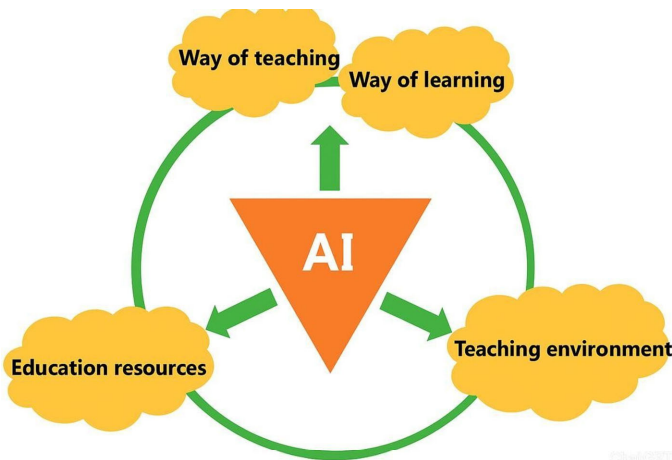 Way of teaching
Way of learning
AI
Education resources
Teaching environment